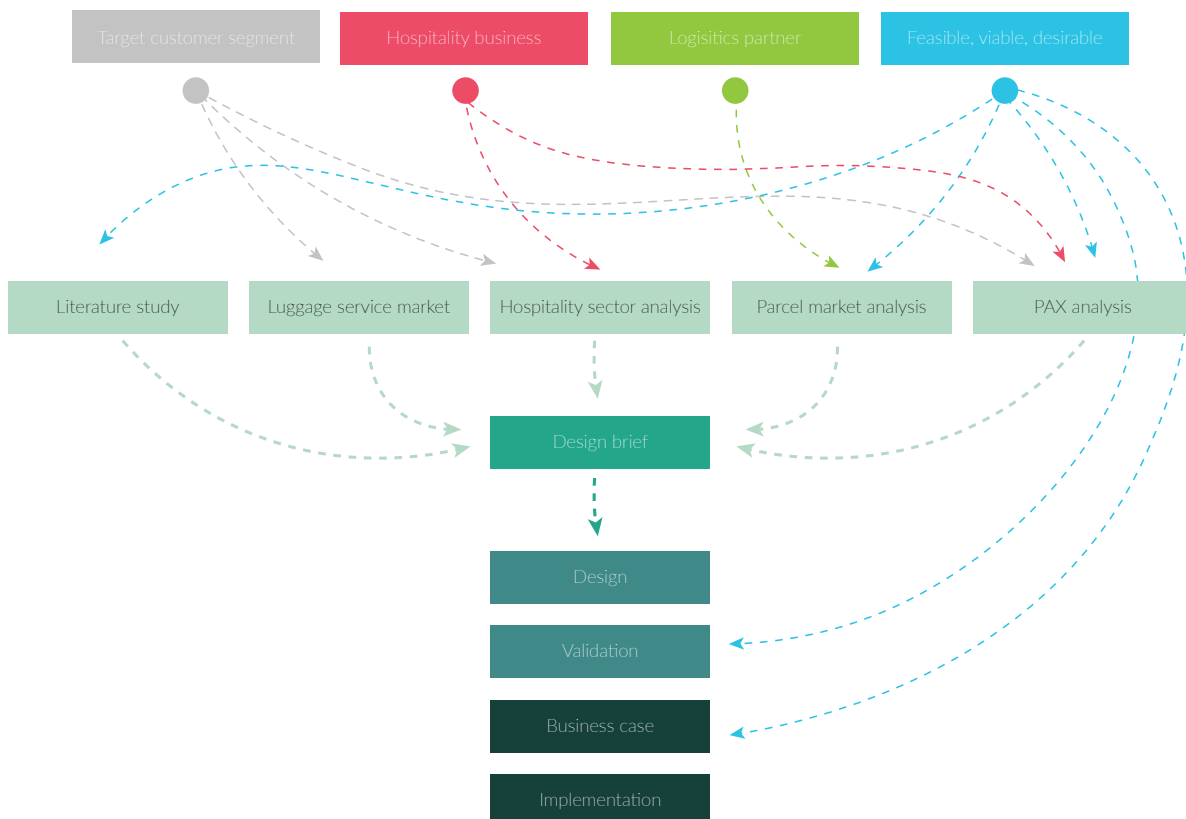 Target customer segment
Hospitality business
Logisitics partner
Feasible, viable, desirable
Literature study
Luggage service market
Hospitality sector analysis
Parcel market analysis
PAX analysis
Design brief
Design
Validation
Business case
Implementation